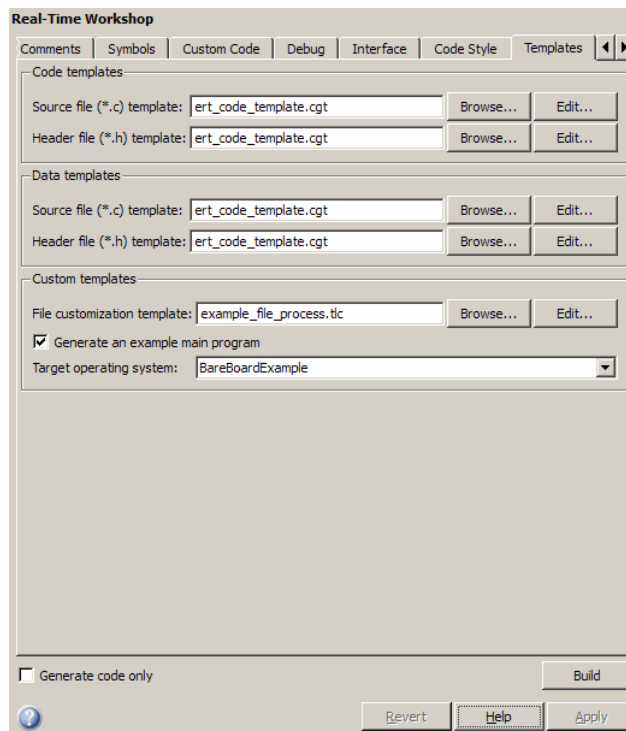 Real-Time Workshop
Comments Symbols Custom Code Debug Interface Code Style Templates
Code templates
Source file (*.c) template: ert_code_template.cgt Browse... Edit...
Header file (*.h) template: ert_code_template.cgt Browse... Edit...
Data templates
Source file (*.c) template: ert_code_template.cgt Browse... Edit...
Header file (*.h) template: ert_code_template.cgt Browse... Edit...
Custom templates
File customization template: example_file_process.tlc Browse... Edit...
Generate an example main program
Target operating system: BareBoardExample
Generate code only Build
? Revert Help Apply